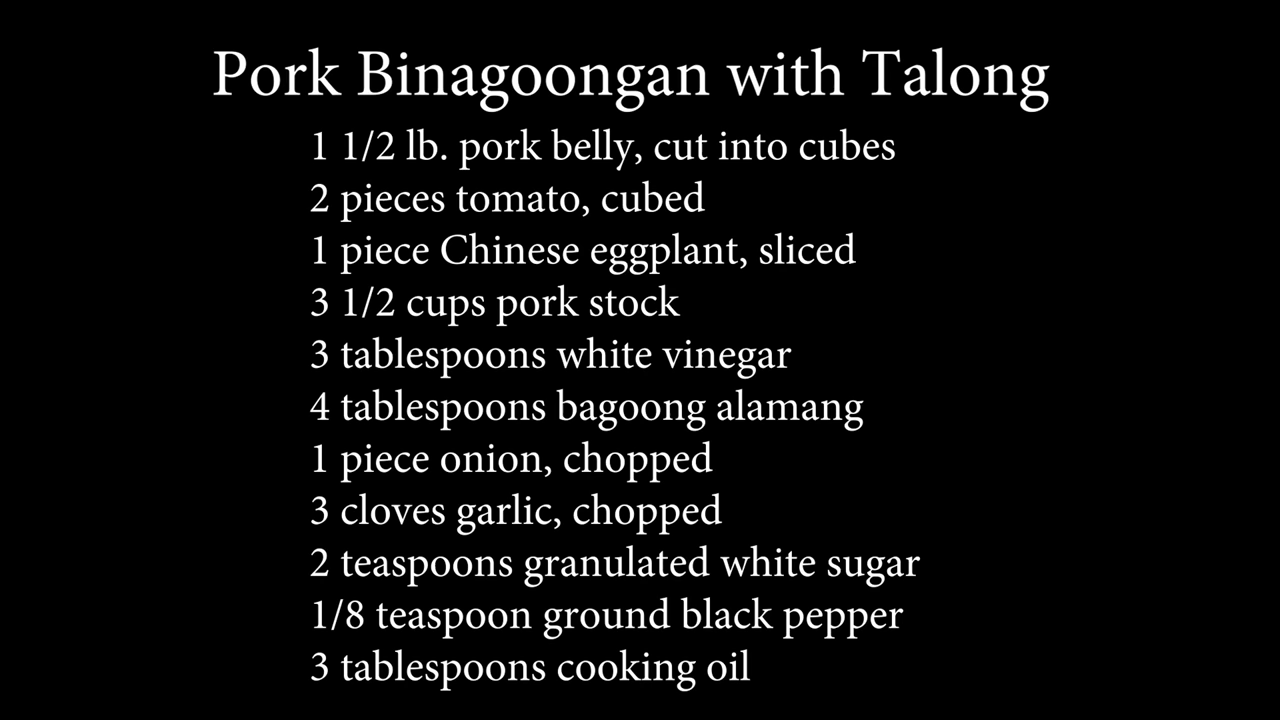 Pork Binagoongan with Talong
1 1/2 lb. pork belly, cut into cubes
2 pieces tomato, cubed
1 piece Chinese eggplant, sliced
3 1/2 cups pork stock
3 tablespoons white vinegar
4 tablespoons bagoong alamang
1 piece onion, chopped
3 cloves garlic, chopped
2 teaspoons granulated white sugar
1/8 teaspoon ground black pepper
3 tablespoons cooking oil